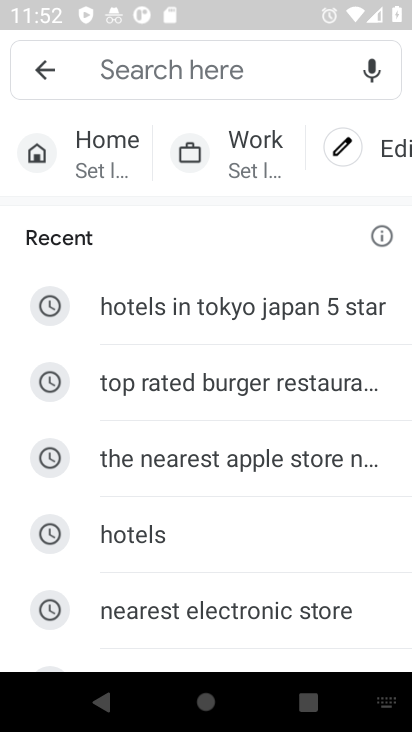 11:52
Search here
Home
Set l...
Work
Set l...
Edi
Recent
hotels in tokyo japan 5 star
top rated burger restaura...
the nearest apple store n...
hotels
nearest electronic store